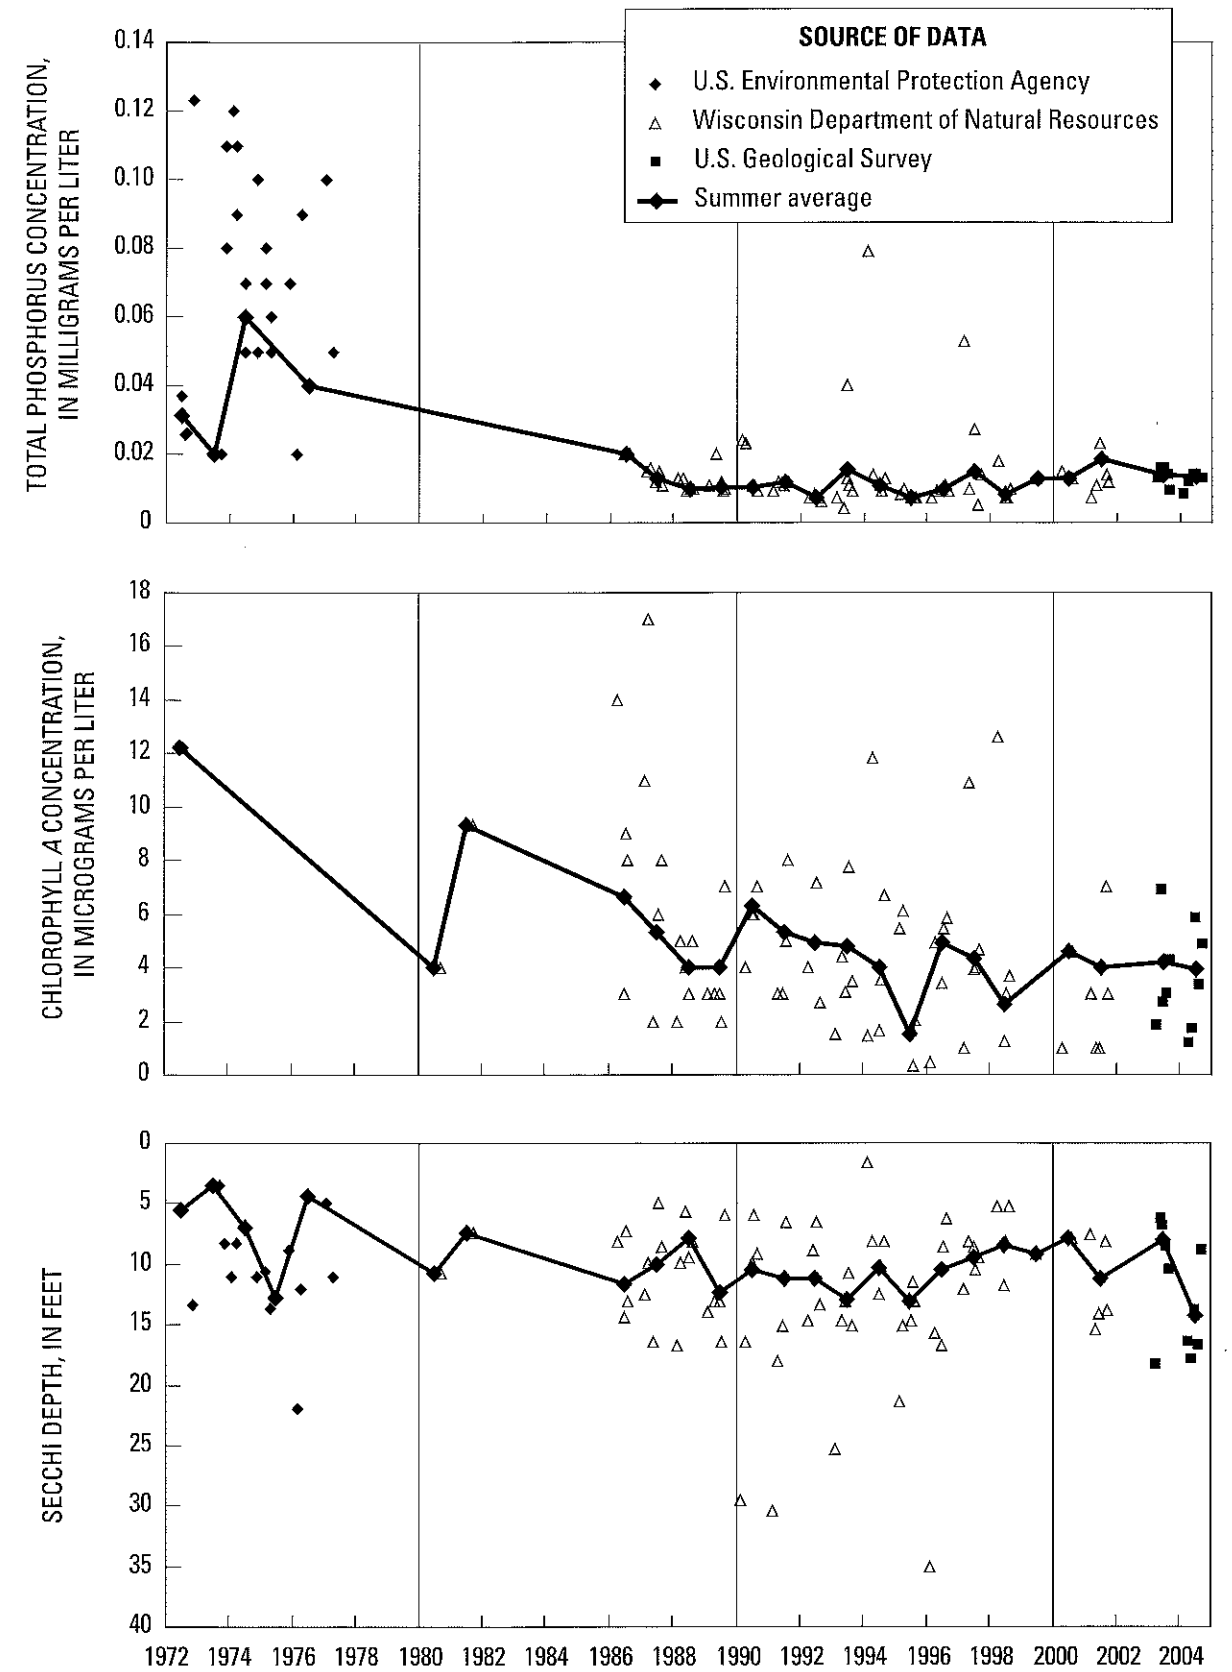 SOURCE OF DATA
U.S. Environmental Protection Agency
Wisconsin Department of Natural Resources
U.S. Geological Survey
Summer average
TOTAL PHOSPHORUS CONCENTRATION,
IN MILLIGRAMS PER LITER
0.14
0.12
0.10
0.08
0.06
0.04
0.02
0
CHLOROPHYLL A CONCENTRATION,
IN MICROGRAMS PER LITER
18
16
14
12
10
8
6
4
2
0
SECCHI DEPTH, IN FEET
0
5
10
15
20
25
30
35
40
1972 1974 1976 1978 1980 1982 1984 1986 1988 1990 1992 1994 1996 1998 2000 2002 2004